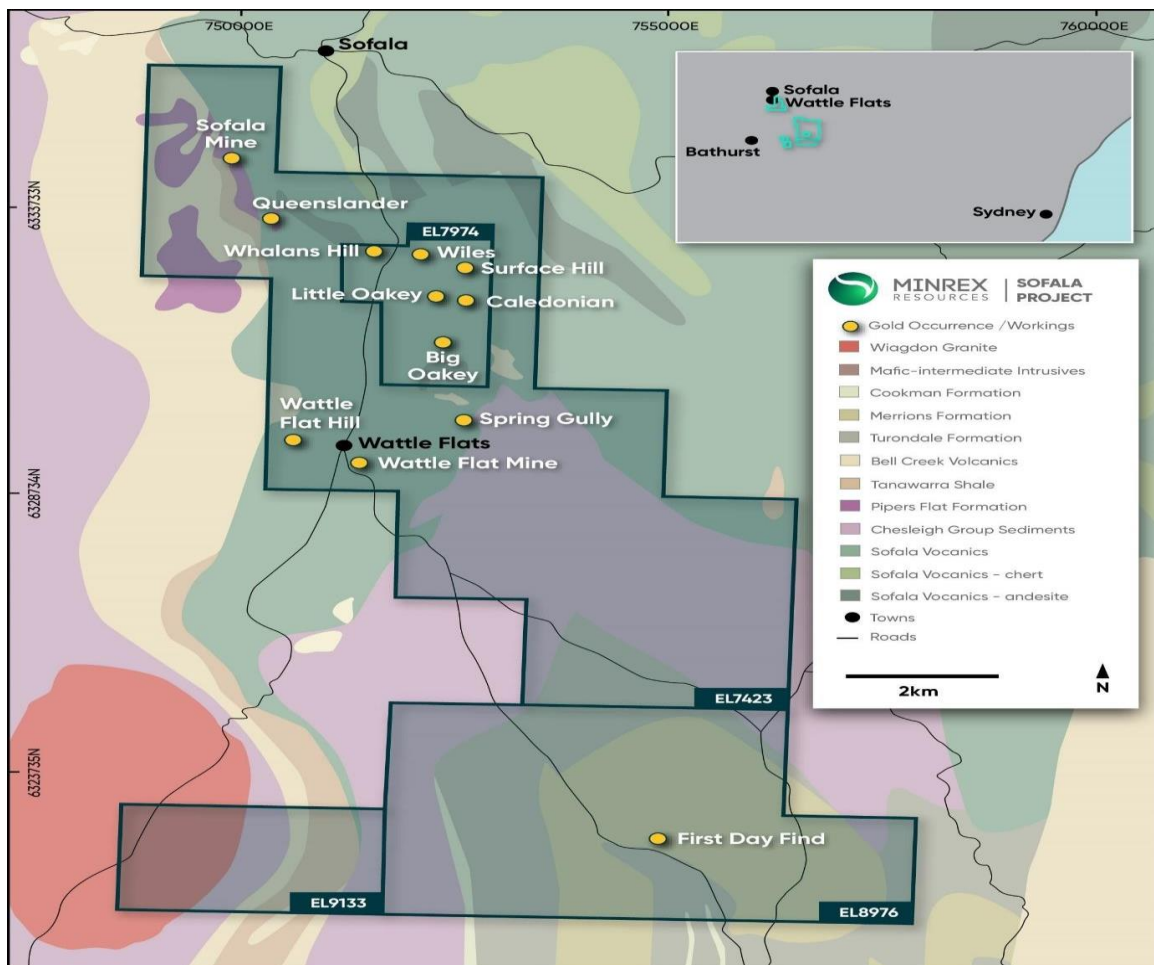 750000E
755000E
760000E
Sofala
Sofala
Mine
6333733N
Queenslander
EL7974
Whalans Hill
Wiles
Surface Hill
Little Oakey
Caledonian
Big
Oakey
Wattle
Flat Hill
Spring Gully
Wattle Flats
Wattle Flat Mine
6328734N
EL7423
6323735N
First Day Find
EL9133
EL8976
Sofala
Wattle Flats
Bathurst
Sydney
MINREX
RESOURCES
SOFALA
PROJECT
Gold Occurrence /Workings
Wiagdon Granite
Mafic-intermediate Intrusives
Cookman Formation
Merrions Formation
Turondale Formation
Bell Creek Volcanics
Tanawarra Shale
Pipers Flat Formation
Chesleigh Group Sediments
Sofala Vocanics
Sofala Vocanics - chert
Sofala Vocanics - andesite
Towns
Roads
2km
N